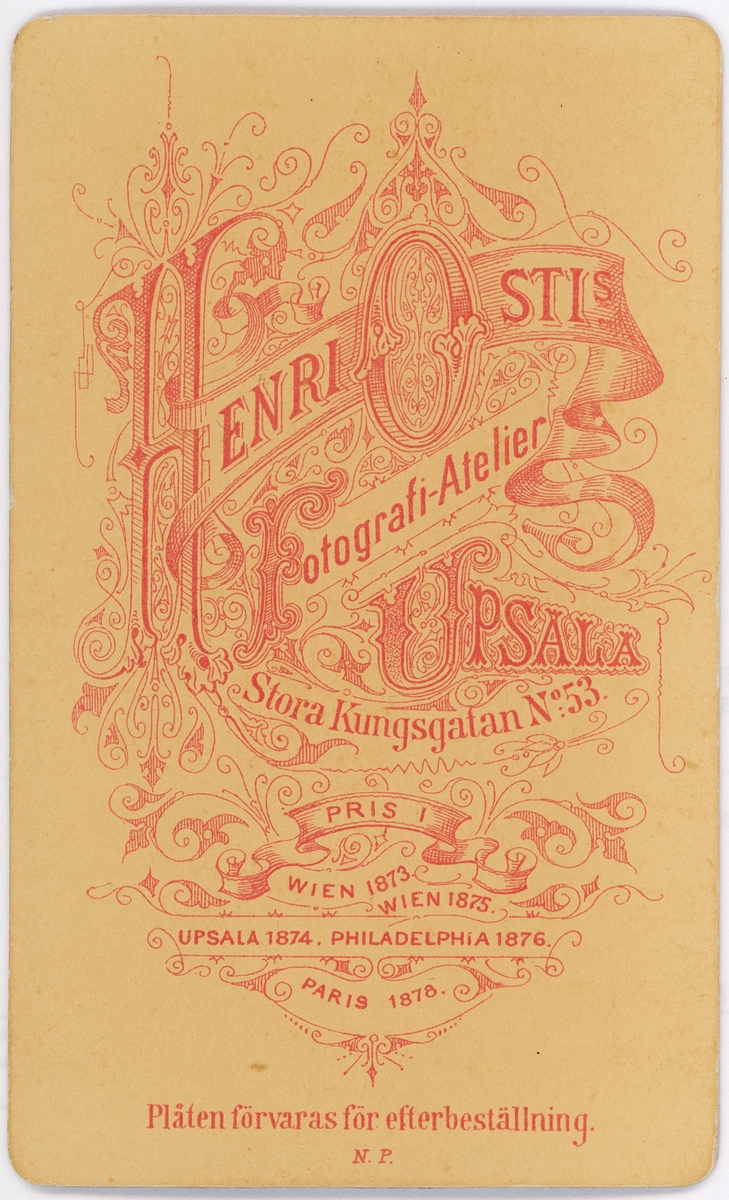 HENRI OSTIS
Fotografi-Atelier
UPSALA
Stora Kungsgatan No. 53.
PRIS I
WIEN 1873
WIEN 1875.
UPSALA 1874. PHILADELPHIA 1876.
PARIS 1878.
Plåten förvaras för efterbeställning.
N. P.